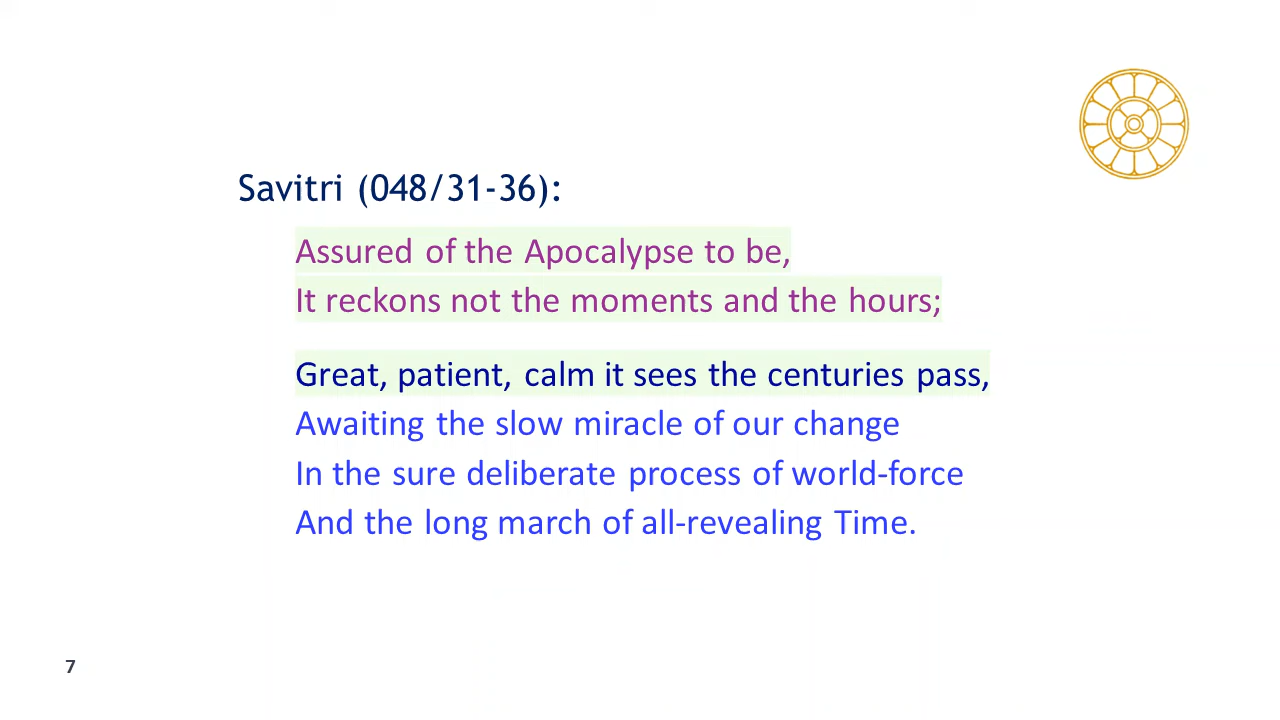 Savitri (048/31-36):
Assured of the Apocalypse to be,
It reckons not the moments and the hours;
Great, patient, calm it sees the centuries pass,
Awaiting the slow miracle of our change
In the sure deliberate process of world-force
And the long march of all-revealing Time.
7